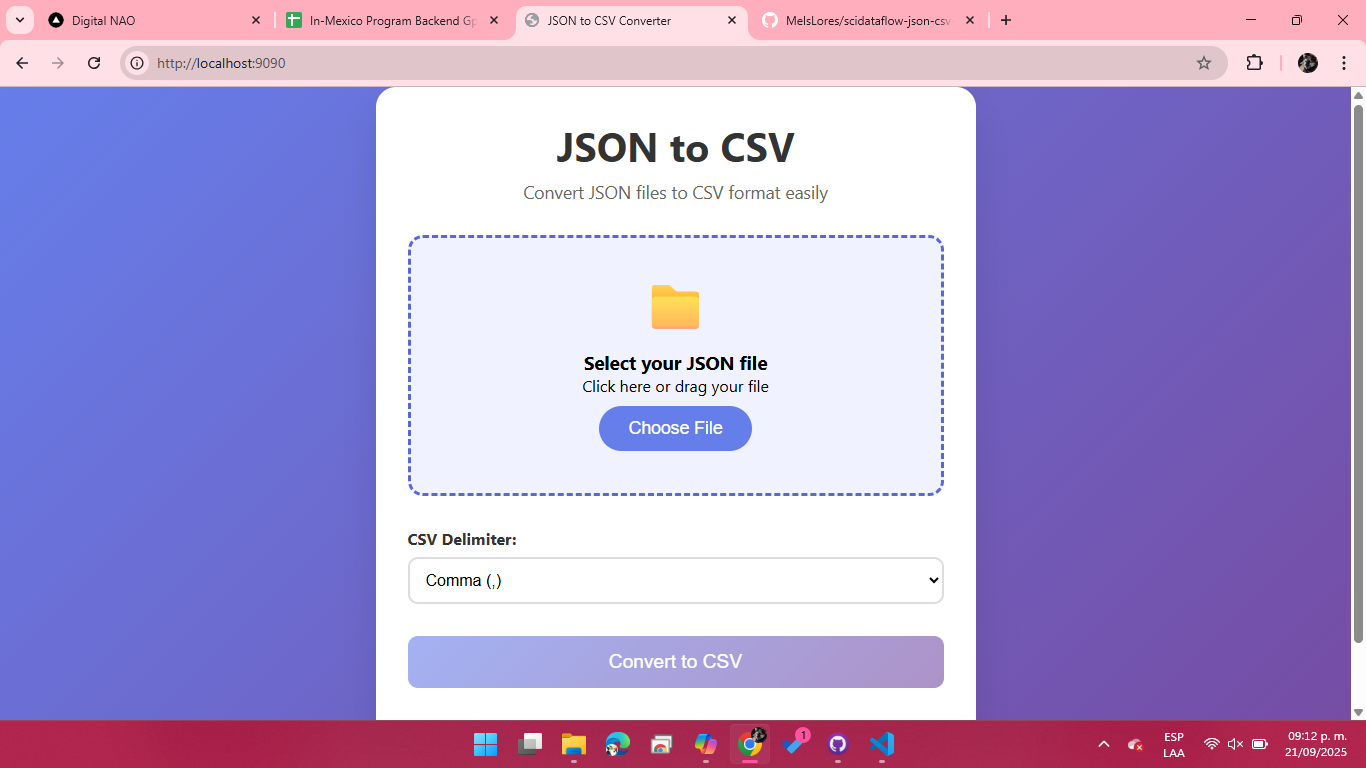 Digital NAO
In-Mexico Program Backend Gp
JSON to CSV Converter
MelsLores/scidataflow-json-csv
http://localhost:9090
JSON to CSV
Convert JSON files to CSV format easily
Select your JSON file
Click here or drag your file
Choose File
CSV Delimiter:
Comma (,)
Convert to CSV
1
ESP
LAA
09:12 p. m.
21/09/2025